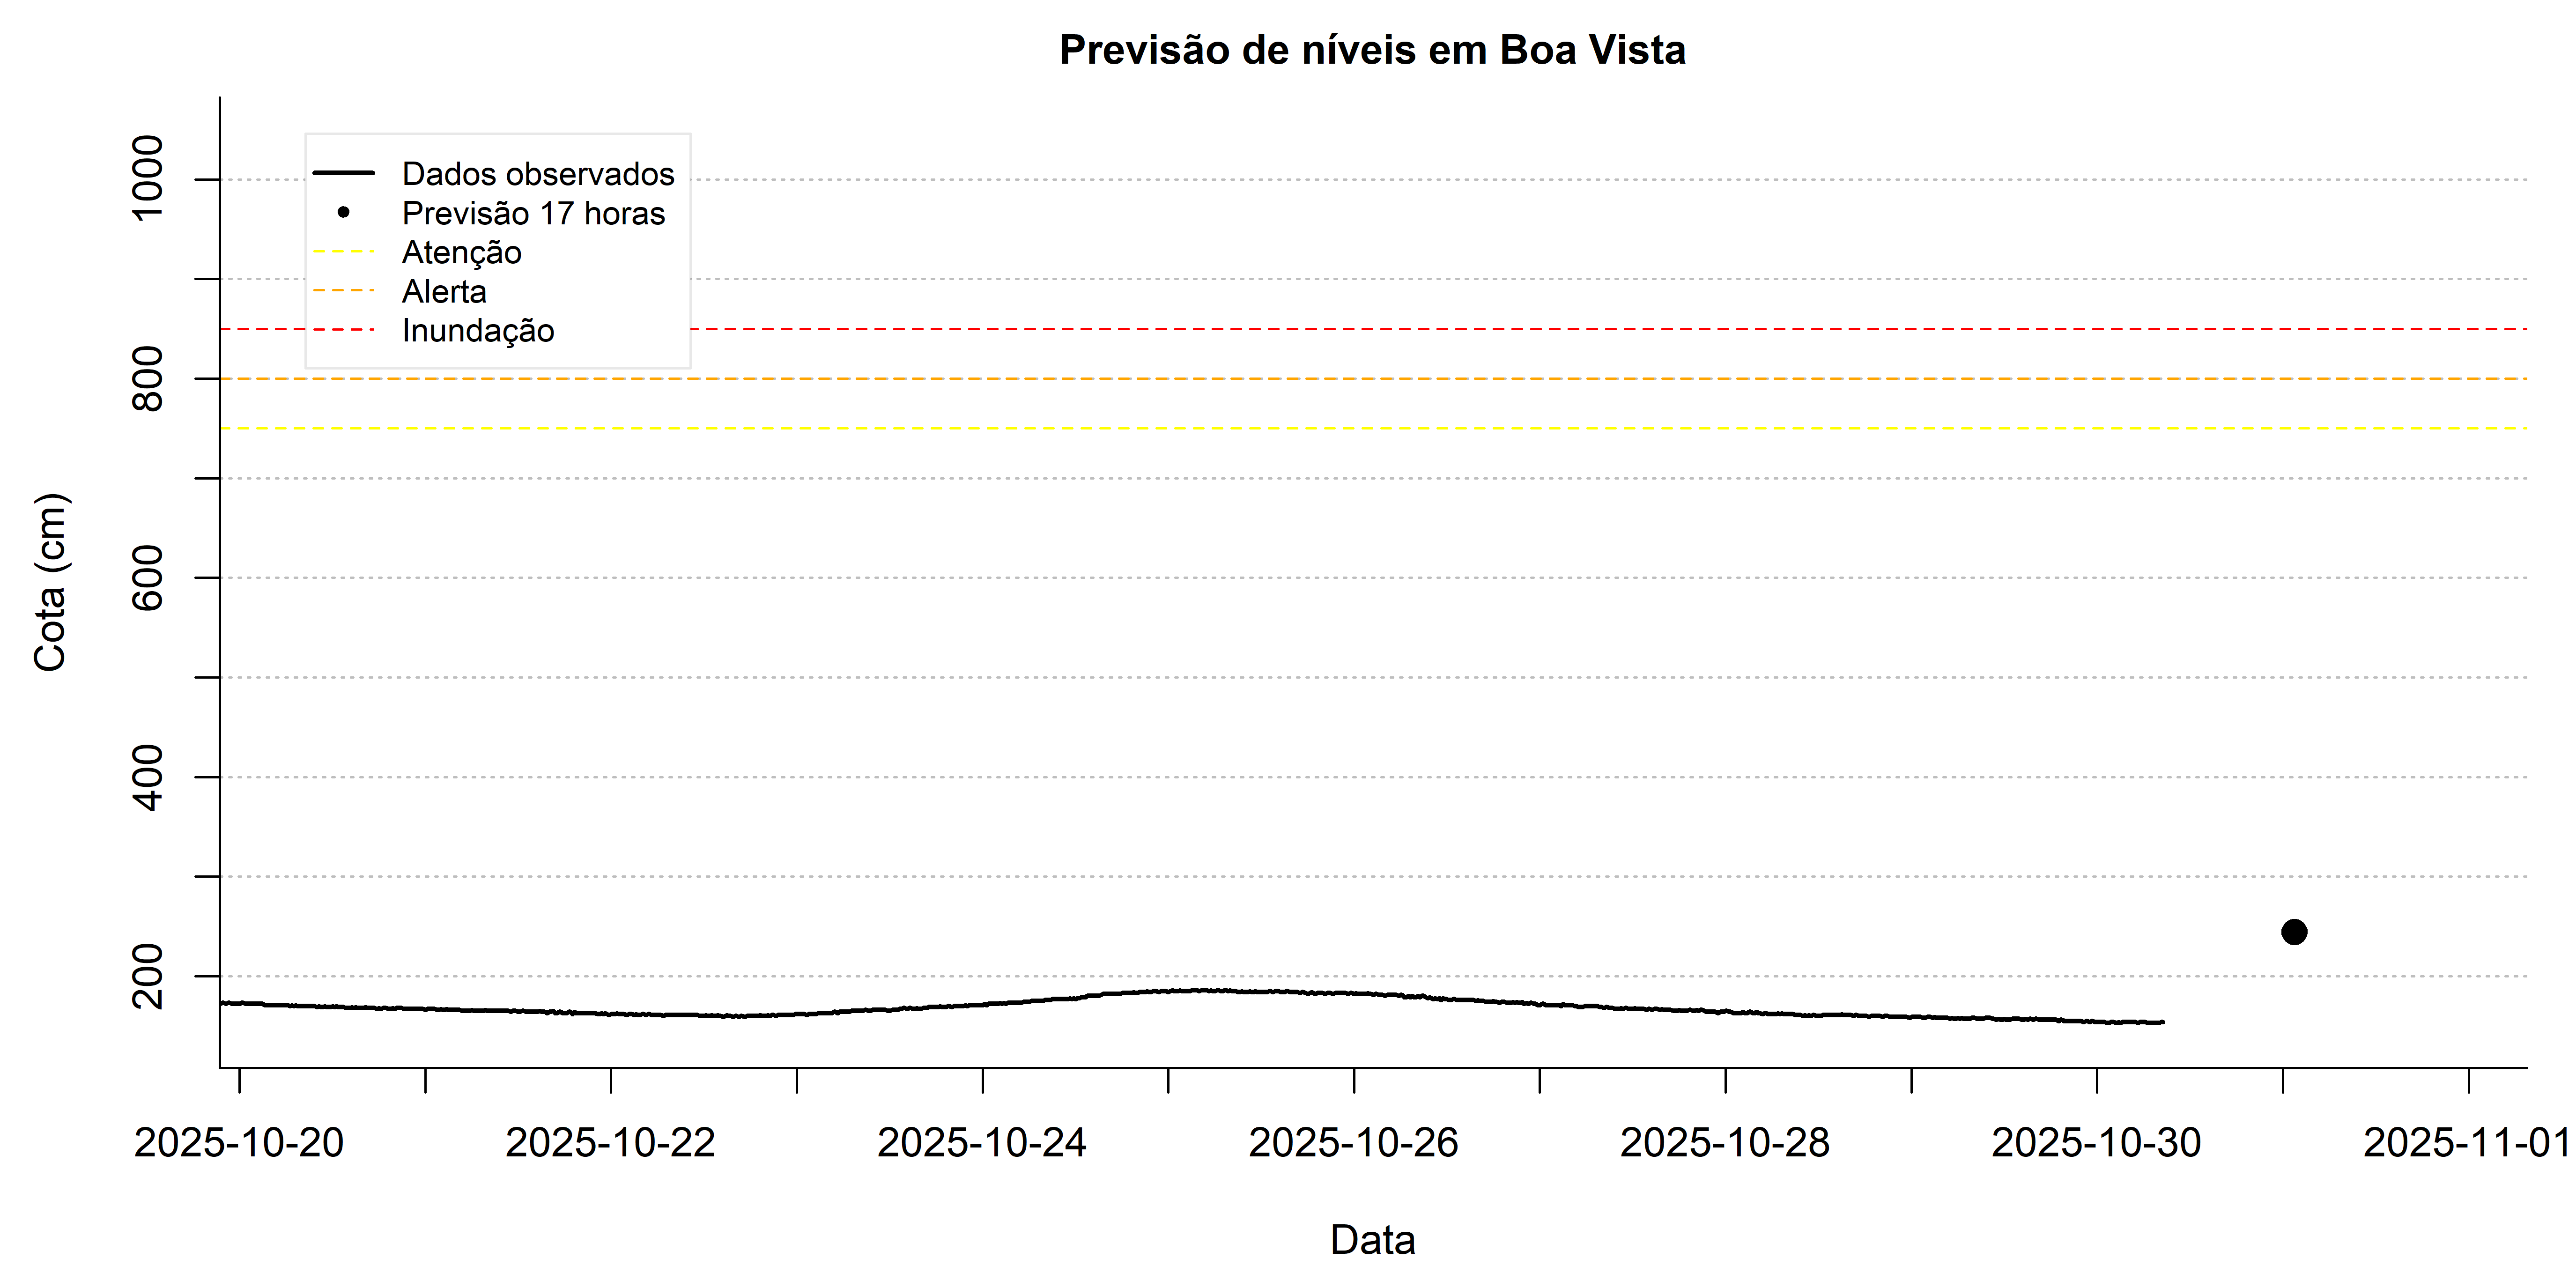 Previsão de níveis em Boa Vista
Dados observados
Previsão 17 horas
Atenção
Alerta
Inundação
Cota (cm)
1000
800
600
400
200
2025-10-20
2025-10-22
2025-10-24
2025-10-26
2025-10-28
2025-10-30
2025-11-01
Data